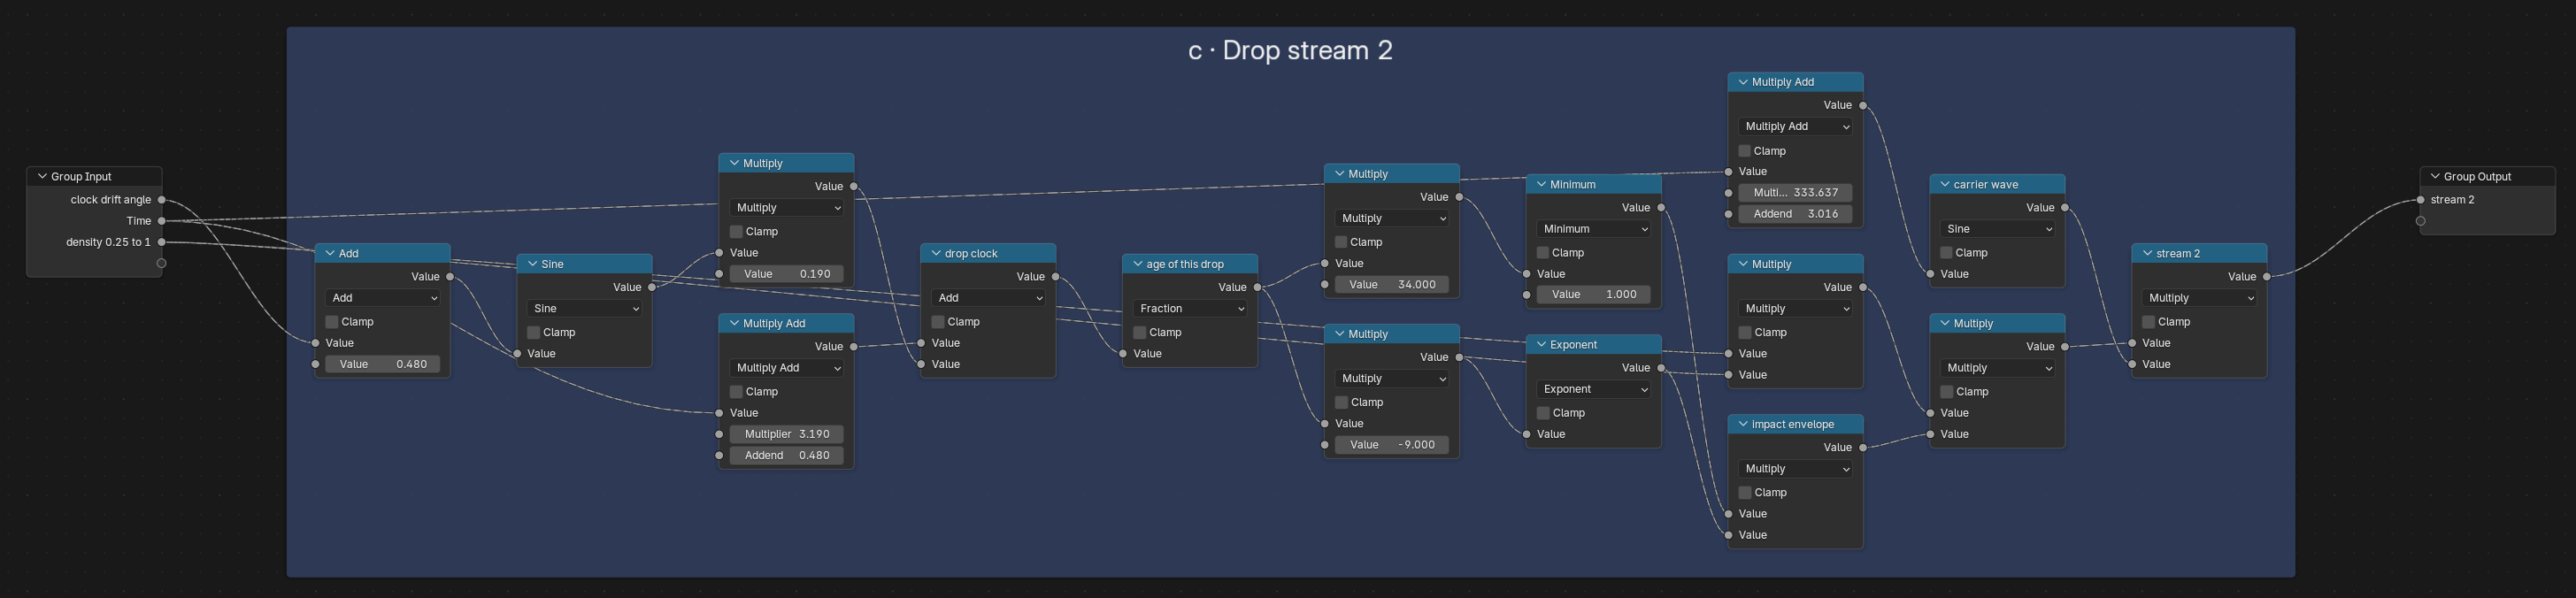 c · Drop stream 2
Group Input
clock drift angle
Time
density 0.25 to 1
Add
Value
Add
Clamp
Value
Value 0.480
Sine
Value
Sine
Clamp
Value
Multiply
Value
Multiply
Clamp
Value
Value 0.190
Multiply Add
Value
Multiply Add
Clamp
Value
Multiplier 3.190
Addend 0.480
drop clock
Value
Add
Clamp
Value
Value
age of this drop
Value
Fraction
Clamp
Value
Multiply
Value
Multiply
Clamp
Value
Value 34.000
Multiply
Value
Multiply
Clamp
Value
Value -9.000
Minimum
Value
Minimum
Clamp
Value
Value 1.000
Exponent
Value
Exponent
Clamp
Value
Multiply Add
Value
Multiply Add
Clamp
Value
Multi... 333.637
Addend 3.016
Multiply
Value
Multiply
Clamp
Value
Value
impact envelope
Value
Multiply
Clamp
Value
Value
carrier wave
Value
Sine
Clamp
Value
Multiply
Value
Multiply
Clamp
Value
Value
stream 2
Value
Multiply
Clamp
Value
Value
Group Output
stream 2